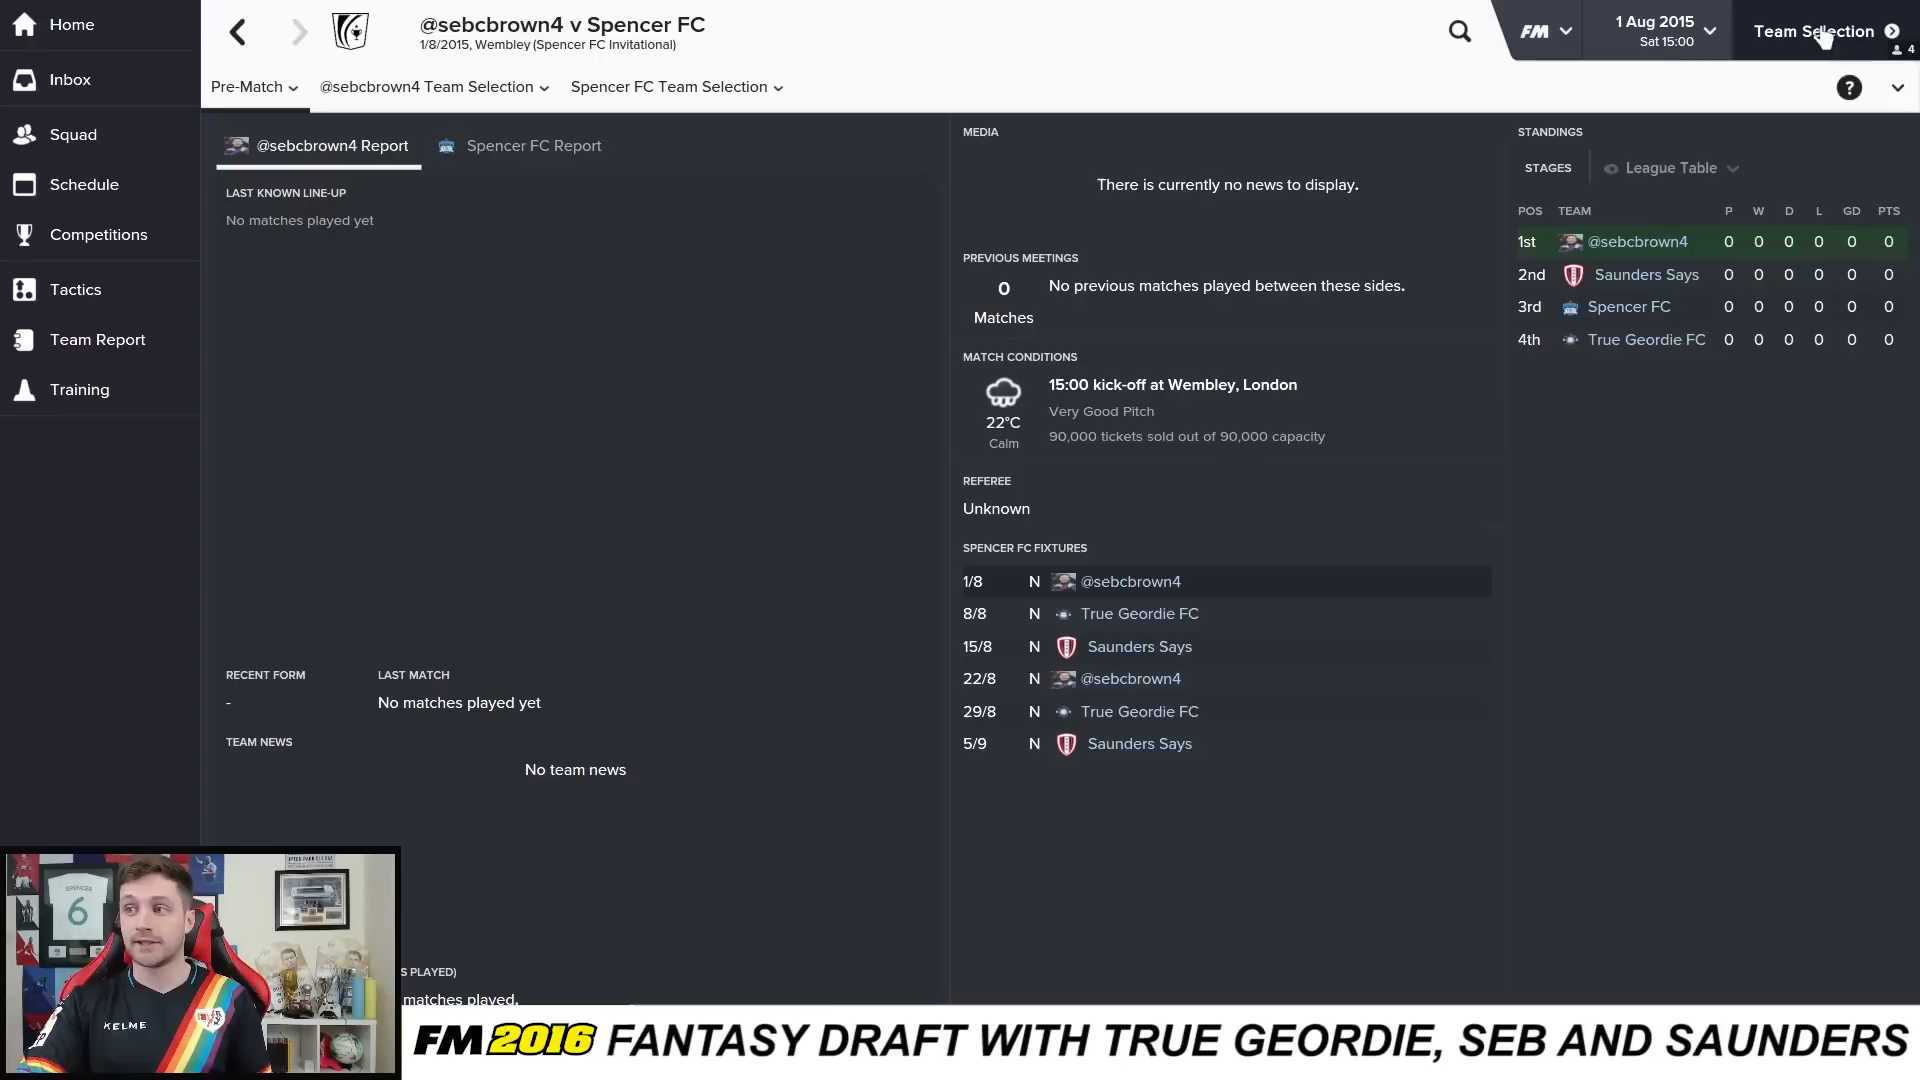 Home
Inbox
Squad
Schedule
Competitions
Tactics
Team Report
Training
@sebcbrown4 v Spencer FC
1/8/2015, Wembley (Spencer FC Invitational)
FM
1 Aug 2015
Sat 15:00
Team Selection
4
Pre-Match
@sebcbrown4 Team Selection
Spencer FC Team Selection
?
@sebcbrown4 Report
Spencer FC Report
LAST KNOWN LINE-UP
No matches played yet
RECENT FORM
-
LAST MATCH
No matches played yet
TEAM NEWS
No team news
S PLAYED)
matches played.
MEDIA
There is currently no news to display.
PREVIOUS MEETINGS
0
Matches
No previous matches played between these sides.
MATCH CONDITIONS
22°C
Calm
15:00 kick-off at Wembley, London
Very Good Pitch
90,000 tickets sold out of 90,000 capacity
REFEREE
Unknown
SPENCER FC FIXTURES
1/8 N @sebcbrown4
8/8 N True Geordie FC
15/8 N Saunders Says
22/8 N @sebcbrown4
29/8 N True Geordie FC
5/9 N Saunders Says
STANDINGS
STAGES League Table
POS TEAM P W D L GD PTS
1st @sebcbrown4 0 0 0 0 0 0
2nd Saunders Says 0 0 0 0 0 0
3rd Spencer FC 0 0 0 0 0 0
4th True Geordie FC 0 0 0 0 0 0
SPENCER
6
KELME
FM 2016 FANTASY DRAFT WITH TRUE GEORDIE, SEB AND SAUNDERS